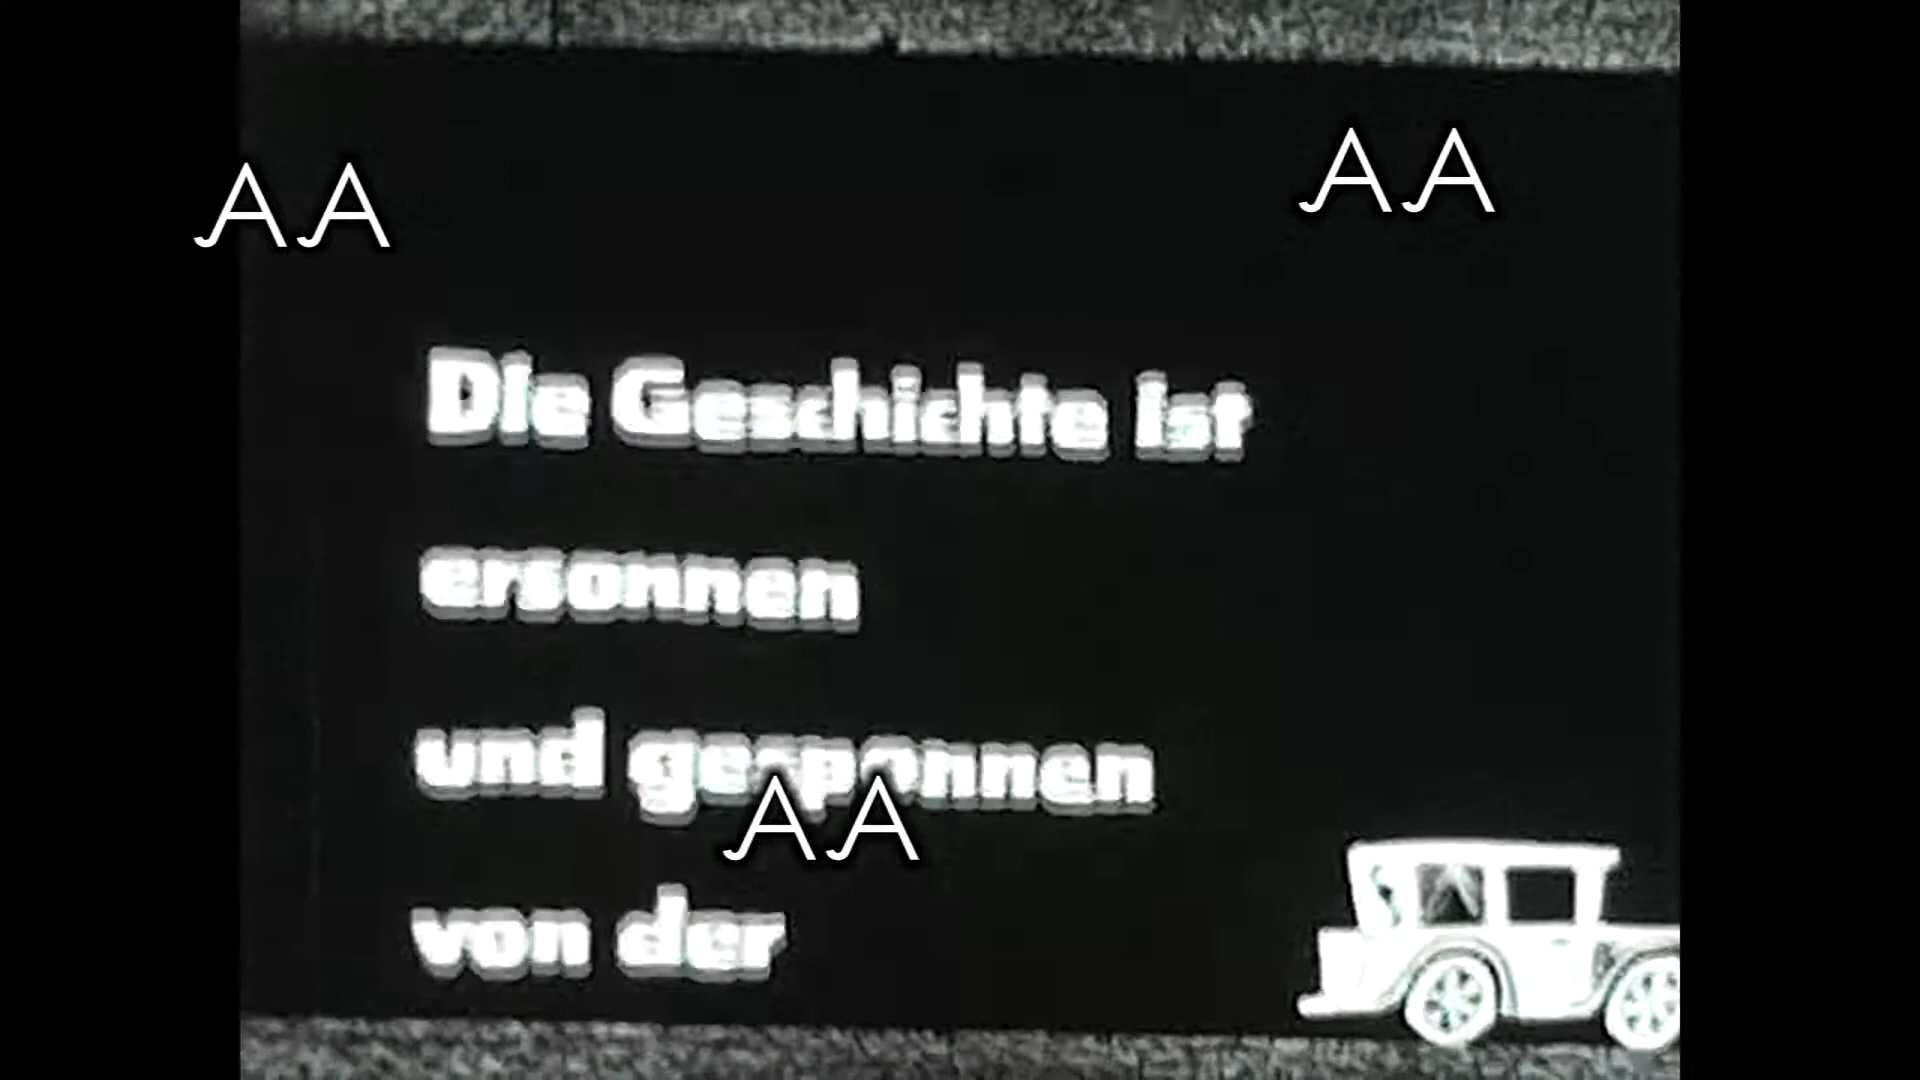 AA
AA
Die Geschichte ist
ersonnen
und gesponnen
AA
von der